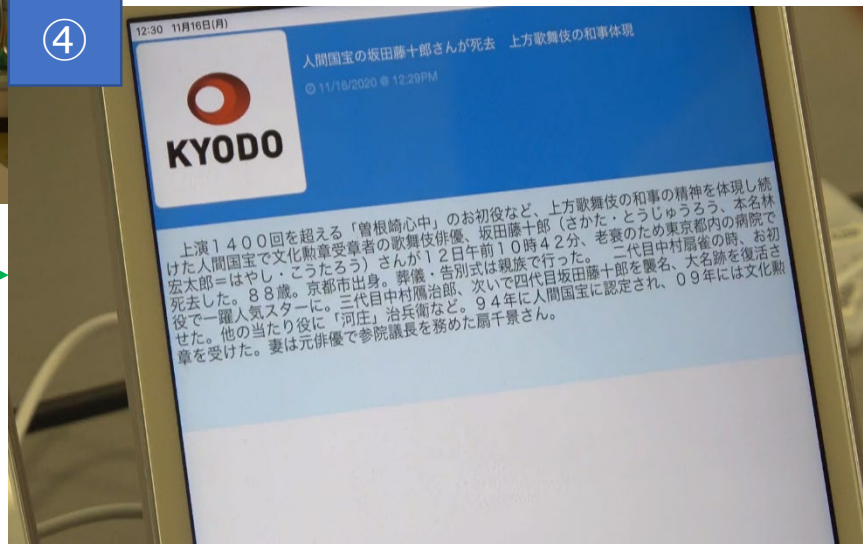 ④
12:30 11月16日(月)
人間国宝の坂田藤十郎さんが死去 上方歌舞伎の和事体現
11/16/2020 @ 12:29PM
KYODO
上演1400回を超える「曽根崎心中」のお初役など、上方歌舞伎の和事の精神を体現し続
けた人間国宝で文化勲章受章者の歌舞伎俳優、坂田藤十郎(さかた・とうじゅうろう、本名林
宏太郎=はやし・こうたろう)さんが12日午前10時42分、老衰のため東京都内の病院で
死去した。88歳。京都市出身。葬儀・告別式は親族で行った。 二代目中村扇雀の時、お初
役で一躍人気スターに。三代目中村鴈治郎、次いで四代目坂田藤十郎を襲名、大名跡を復活さ
せた。他の当たり役に「河庄」治兵衛など。94年に人間国宝に認定され、09年には文化勲
章を受けた。妻は元俳優で参院議長を務めた扇千景さん。